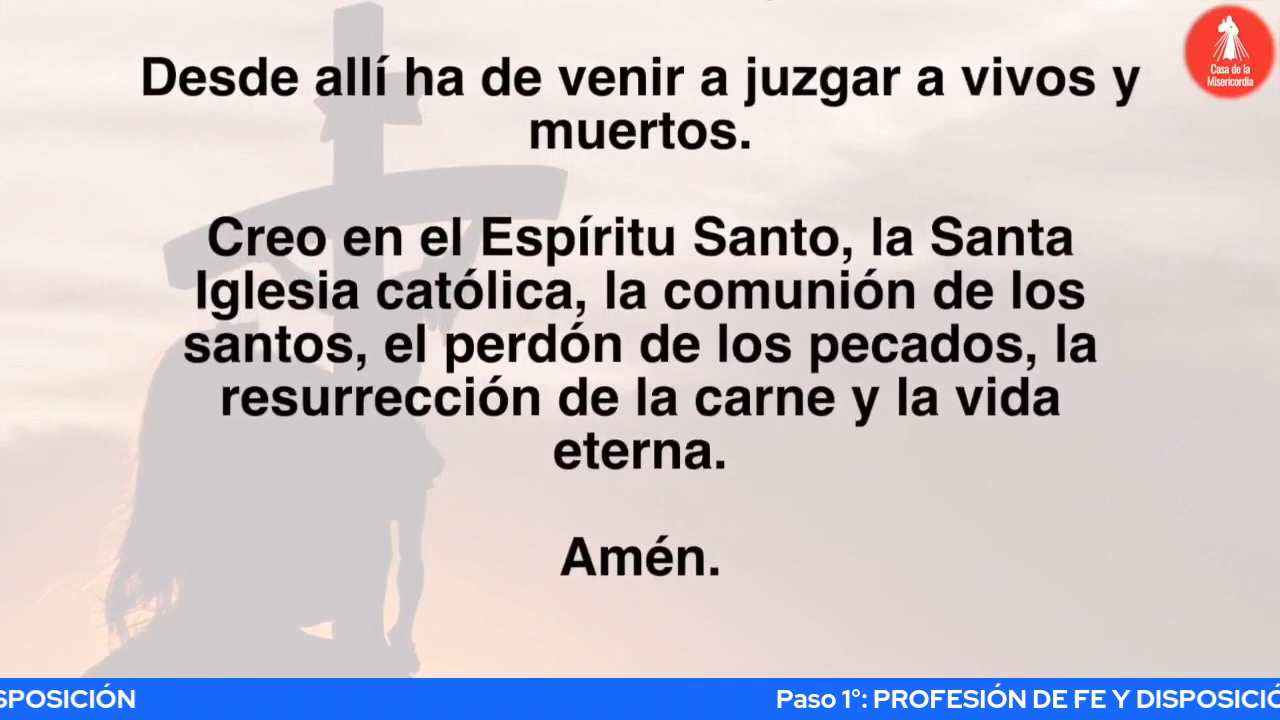 Desde allí ha de venir a juzgar a vivos y
muertos.
Creo en el Espíritu Santo, la Santa
Iglesia católica, la comunión de los
santos, el perdón de los pecados, la
resurrección de la carne y la vida
eterna.
Amén.
Casa de la
Misericordia
SPOSICIÓN
Paso 1°: PROFESIÓN DE FE Y DISPOSICIÓ